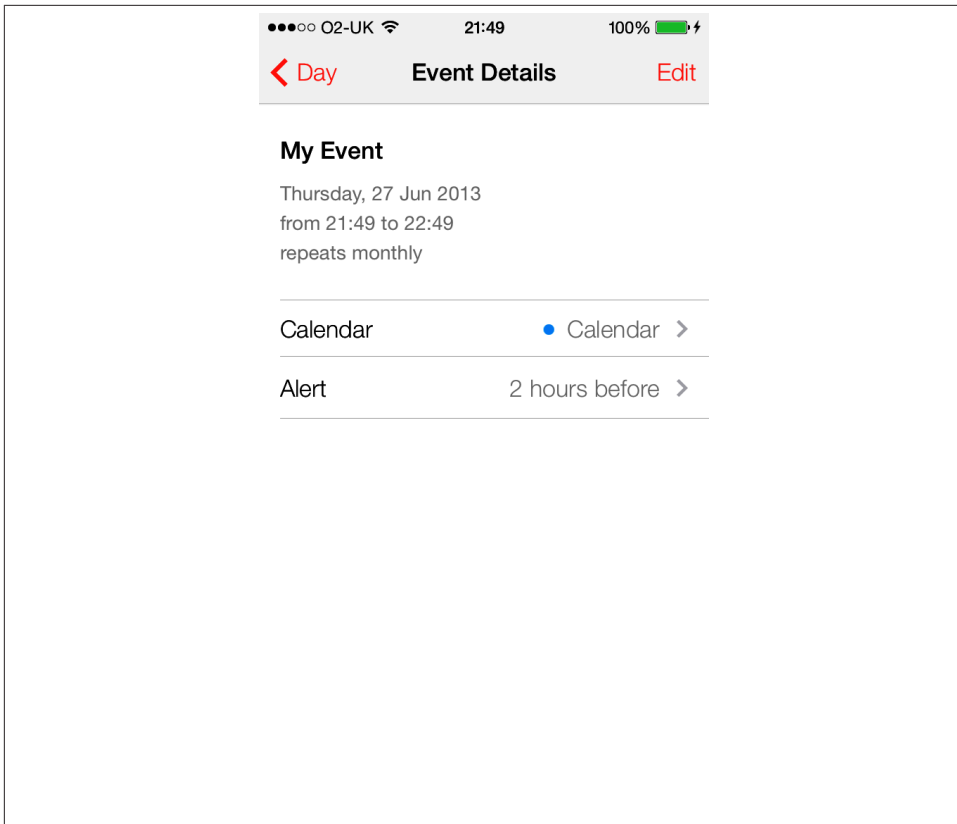 O2-UK 21:49 100%
Day Event Details Edit
My Event
Thursday, 27 Jun 2013
from 21:49 to 22:49
repeats monthly
Calendar Calendar
Alert 2 hours before